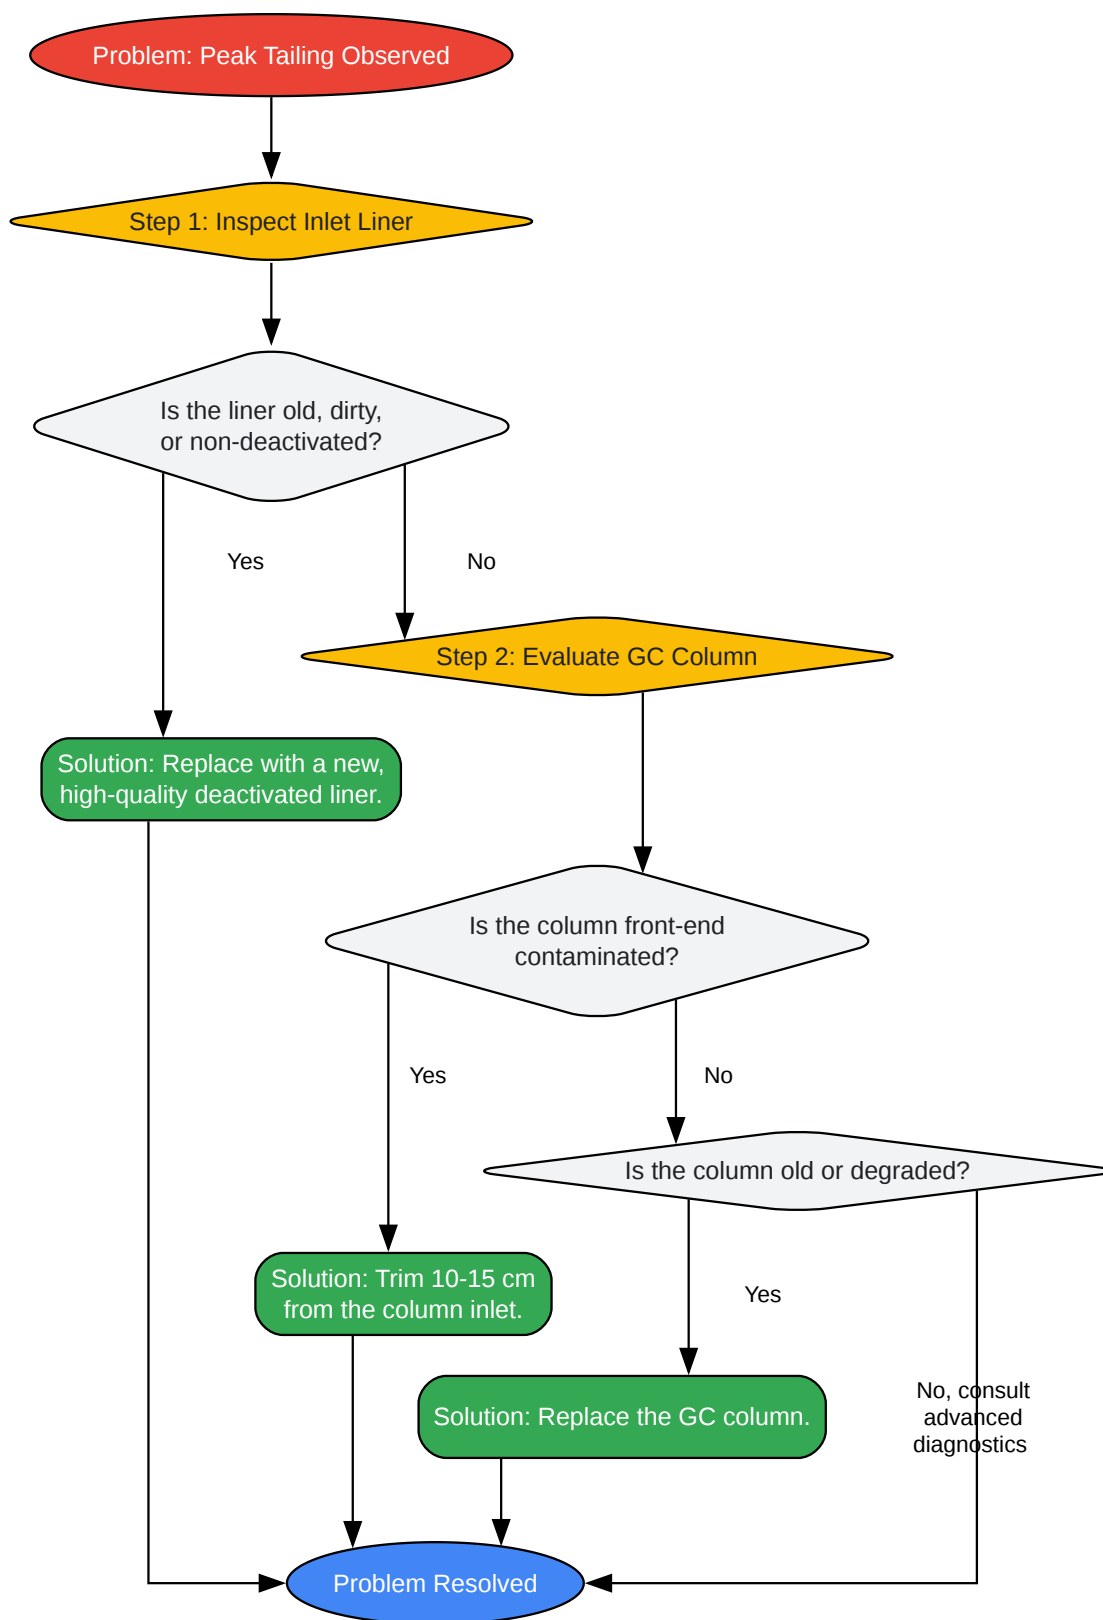 Problem: Peak Tailing Observed
Step 1: Inspect Inlet Liner
Is the liner old, dirty,
or non-deactivated?
Yes
No
Step 2: Evaluate GC Column
Solution: Replace with a new,
high-quality deactivated liner.
Is the column front-end
contaminated?
Yes
No
Is the column old or degraded?
Solution: Trim 10-15 cm
from the column inlet.
Yes
No, consult
advanced
diagnostics
Solution: Replace the GC column.
Problem Resolved